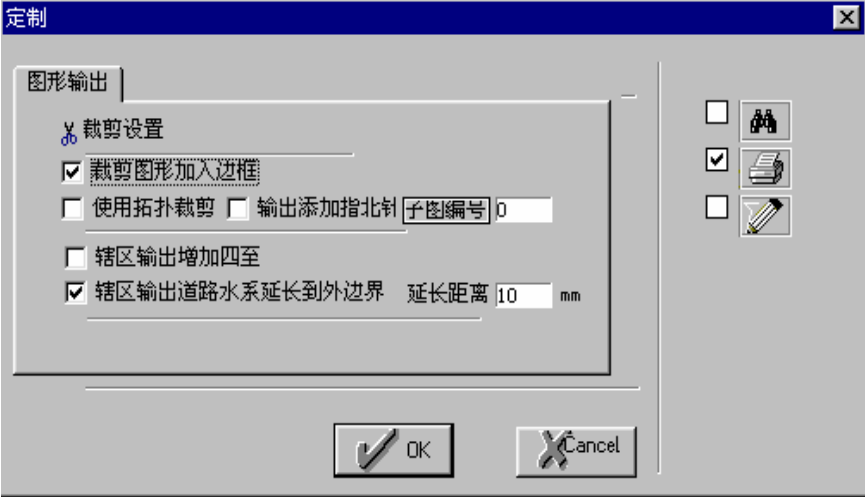 定制
图形输出
裁剪设置
裁剪图形加入边框
使用拓扑裁剪 输出添加指北针 子图编号 0
辖区输出增加四至
辖区输出道路水系延长到外边界 延长距离 10 mm
OK Cancel